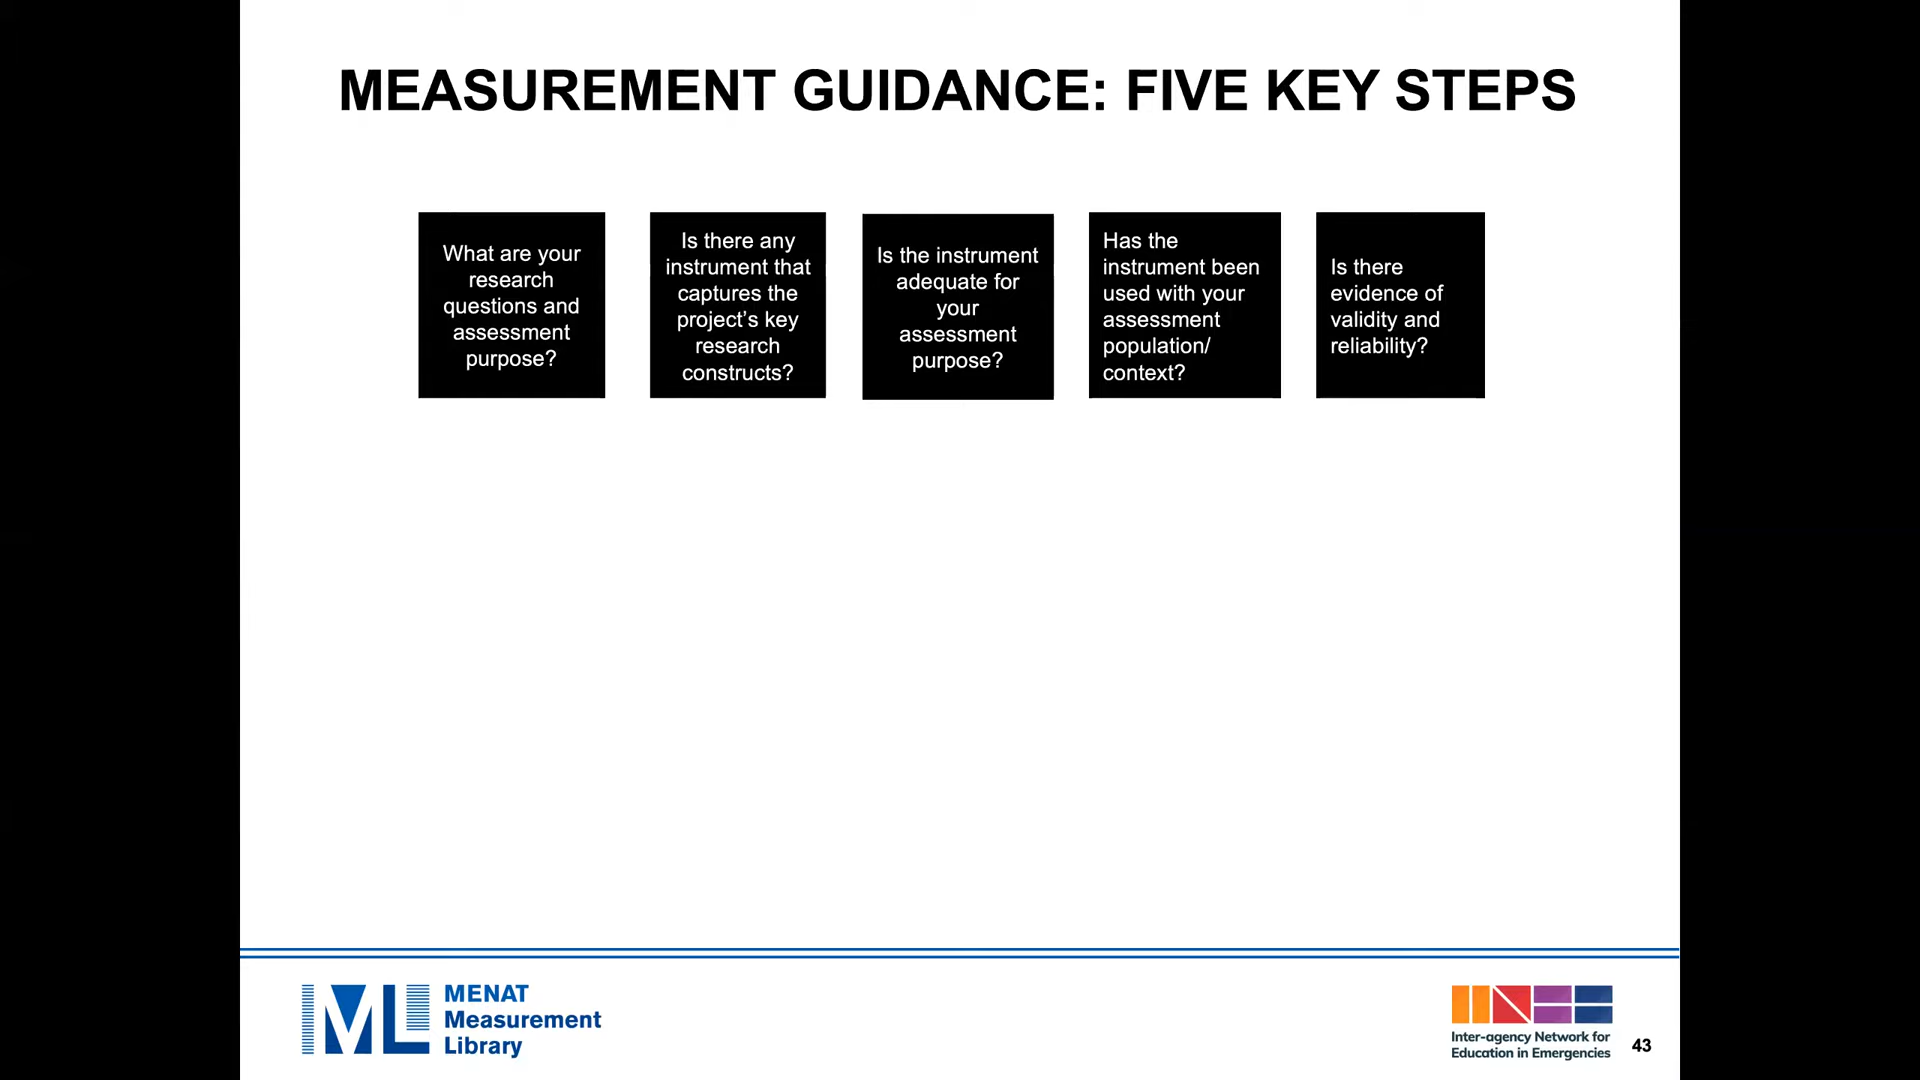 MEASUREMENT GUIDANCE: FIVE KEY STEPS
What are your
research
questions and
assessment
purpose?
Is there any
instrument that
captures the
project’s key
research
constructs?
Is the instrument
adequate for
your
assessment
purpose?
Has the
instrument been
used with your
assessment
population/
context?
Is there
evidence of
validity and
reliability?
ML
MENAT
Measurement
Library
INEE
Inter-agency Network for
Education in Emergencies
43